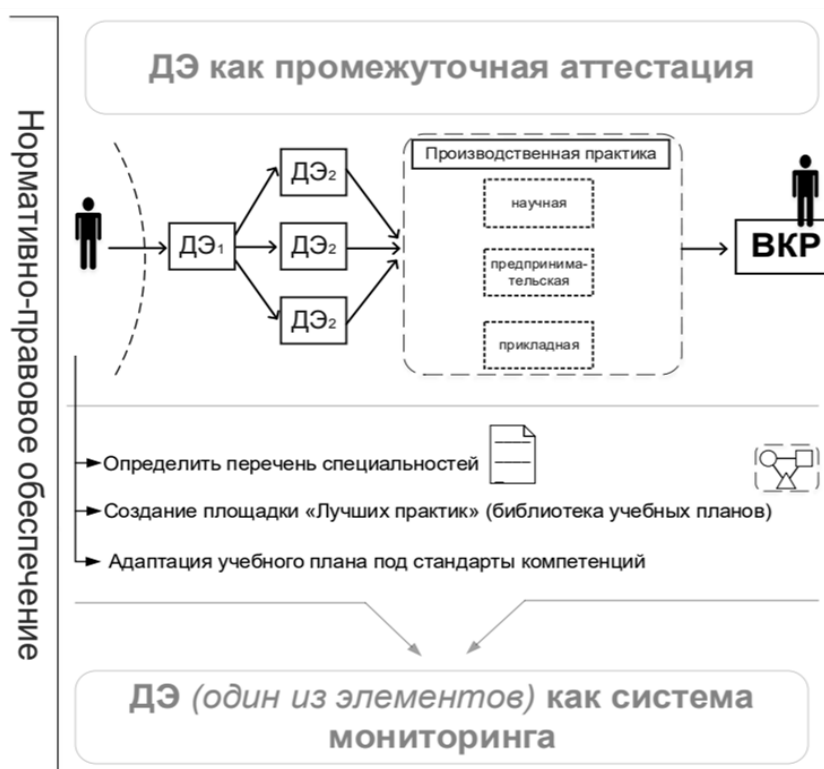 ДЭ как промежуточная аттестация
Нормативно-правовое обеспечение
Производственная практика
ДЭ₂
научная
ДЭ₁
ДЭ₂
предпринима-
тельская
ВКР
ДЭ₂
прикладная
Определить перечень специальностей
Создание площадки «Лучших практик» (библиотека учебных планов)
Адаптация учебного плана под стандарты компетенций
ДЭ (один из элементов) как система
мониторинга